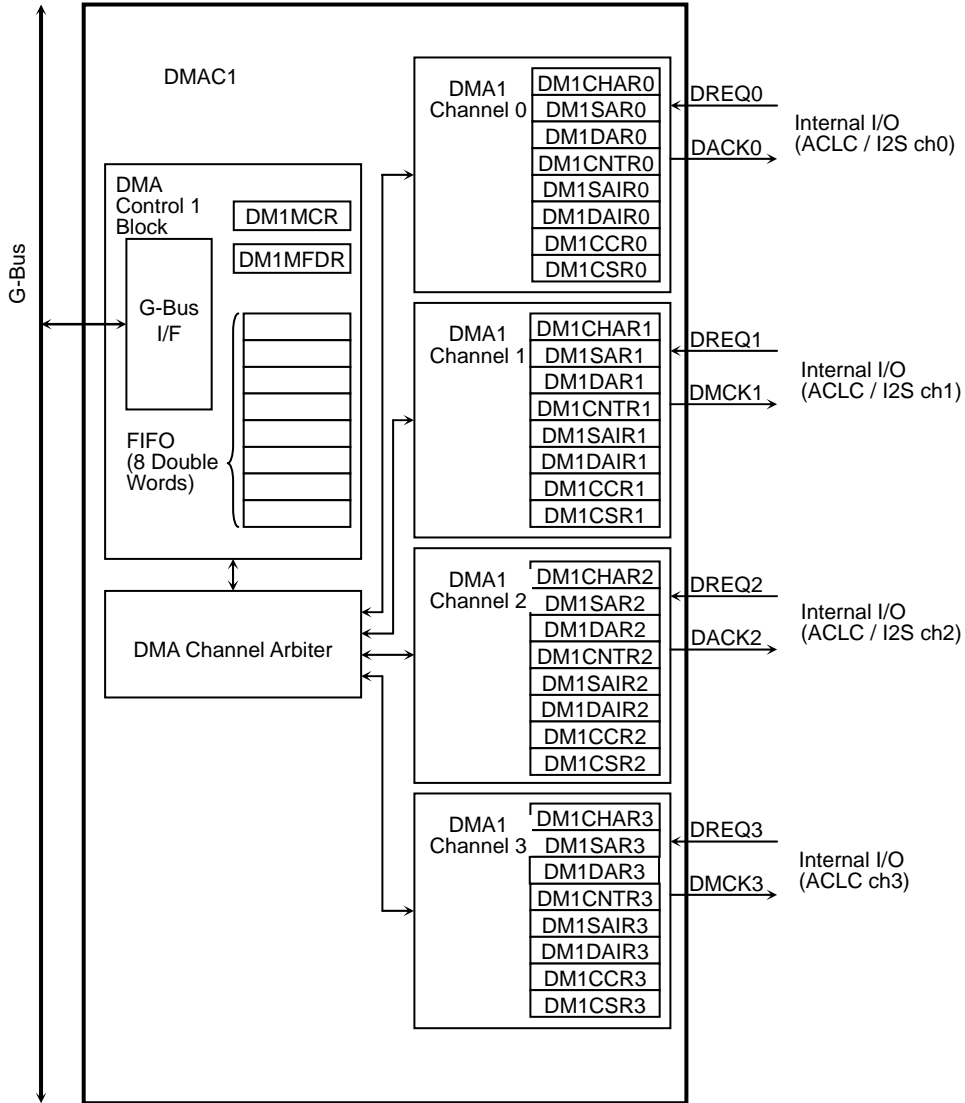 G-Bus
DMAC1
DMA
Control 1
Block
DM1MCR
DM1MFDR
G-Bus
I/F
FIFO
(8 Double
Words)
DMA Channel Arbiter
DMA1
Channel 0
DM1CHAR0
DM1SAR0
DM1DAR0
DM1CNTR0
DM1SAIR0
DM1DAIR0
DM1CCR0
DM1CSR0
DREQ0
DACK0
Internal I/O
(ACLC / I2S ch0)
DMA1
Channel 1
DM1CHAR1
DM1SAR1
DM1DAR1
DM1CNTR1
DM1SAIR1
DM1DAIR1
DM1CCR1
DM1CSR1
DREQ1
DMCK1
Internal I/O
(ACLC / I2S ch1)
DMA1
Channel 2
DM1CHAR2
DM1SAR2
DM1DAR2
DM1CNTR2
DM1SAIR2
DM1DAIR2
DM1CCR2
DM1CSR2
DREQ2
DACK2
Internal I/O
(ACLC / I2S ch2)
DMA1
Channel 3
DM1CHAR3
DM1SAR3
DM1DAR3
DM1CNTR3
DM1SAIR3
DM1DAIR3
DM1CCR3
DM1CSR3
DREQ3
DMCK3
Internal I/O
(ACLC ch3)